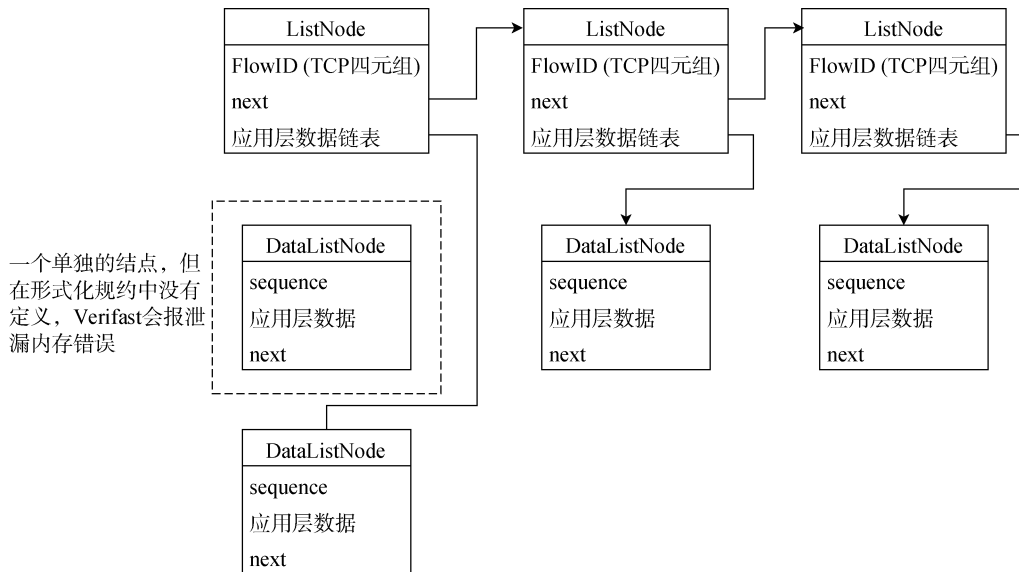 ListNode
FlowID (TCP四元组)
next
应用层数据链表
ListNode
FlowID (TCP四元组)
next
应用层数据链表
ListNode
FlowID (TCP四元组)
next
应用层数据链表
一个单独的结点，但
在形式化规约中没有
定义，Verifast会报泄
漏内存错误
DataListNode
sequence
应用层数据
next
DataListNode
sequence
应用层数据
next
DataListNode
sequence
应用层数据
next
DataListNode
sequence
应用层数据
next